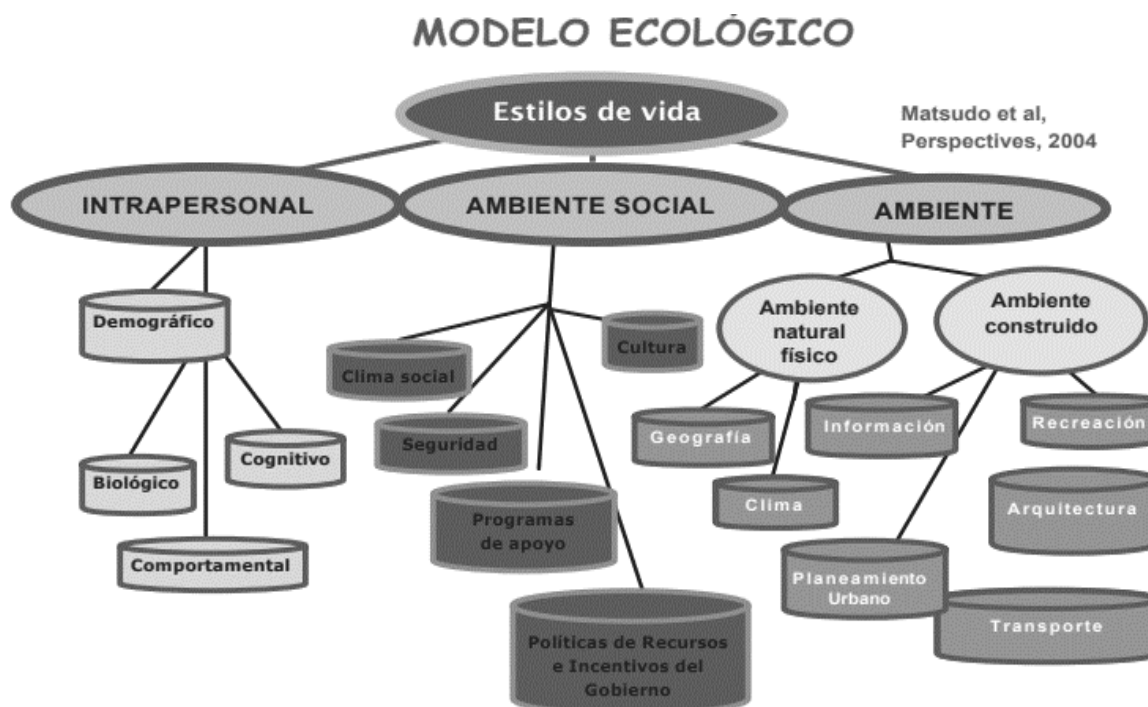 MODELO ECOLÓGICO
Estilos de vida
Matsudo et al,
Perspectives, 2004
INTRAPERSONAL
AMBIENTE SOCIAL
AMBIENTE
Demográfico
Biológico
Cognitivo
Comportamental
Clima social
Cultura
Seguridad
Programas
de apoyo
Políticas de Recursos
e Incentivos del
Gobierno
Ambiente
natural
físico
Ambiente
construido
Geografía
Clima
Información
Recreación
Arquitectura
Planeamiento
Urbano
Transporte